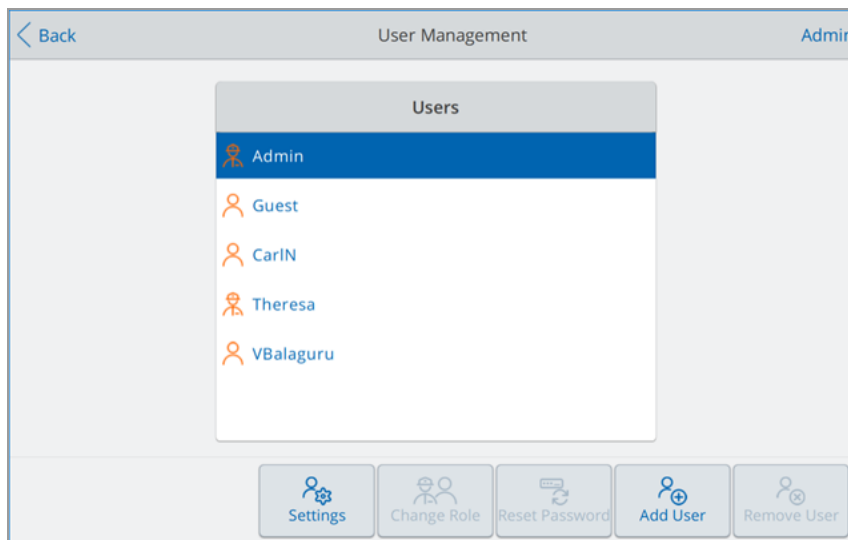 Back User Management Admin
Users
Admin
Guest
CarlN
Theresa
VBalaguru
Settings Change Role Reset Password Add User Remove User